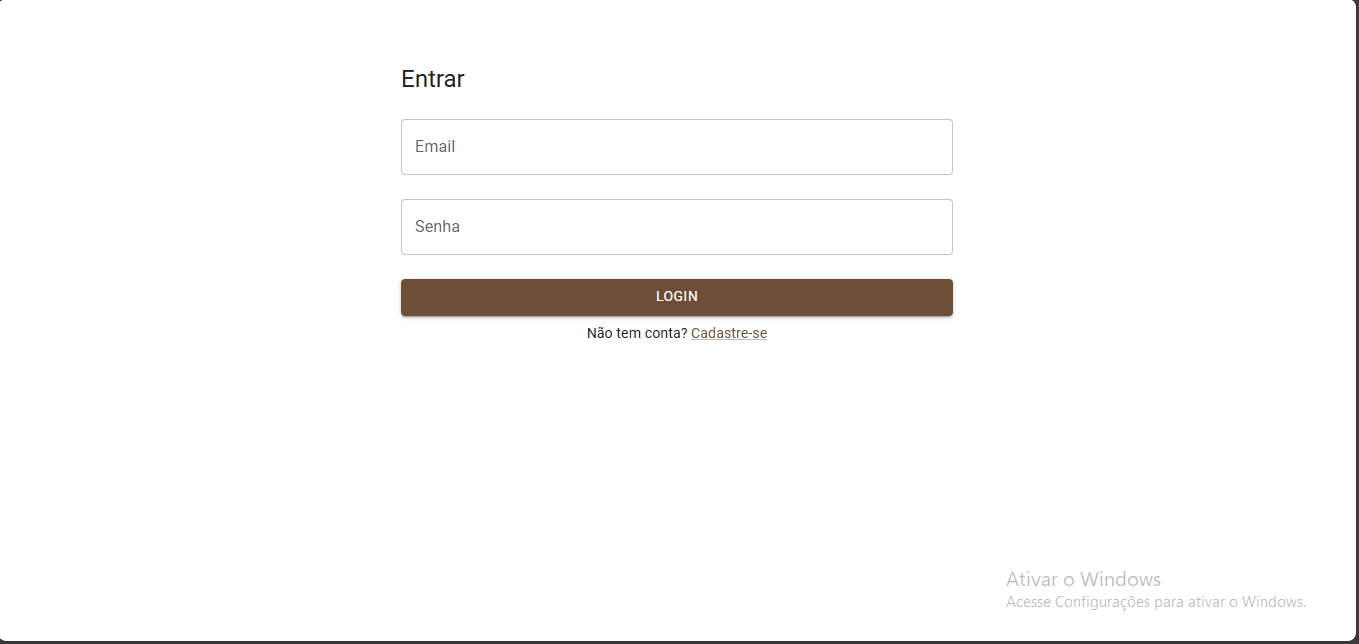 Entrar
Email
Senha
LOGIN
Não tem conta? Cadastre-se
Ativar o Windows
Acesse Configurações para ativar o Windows.